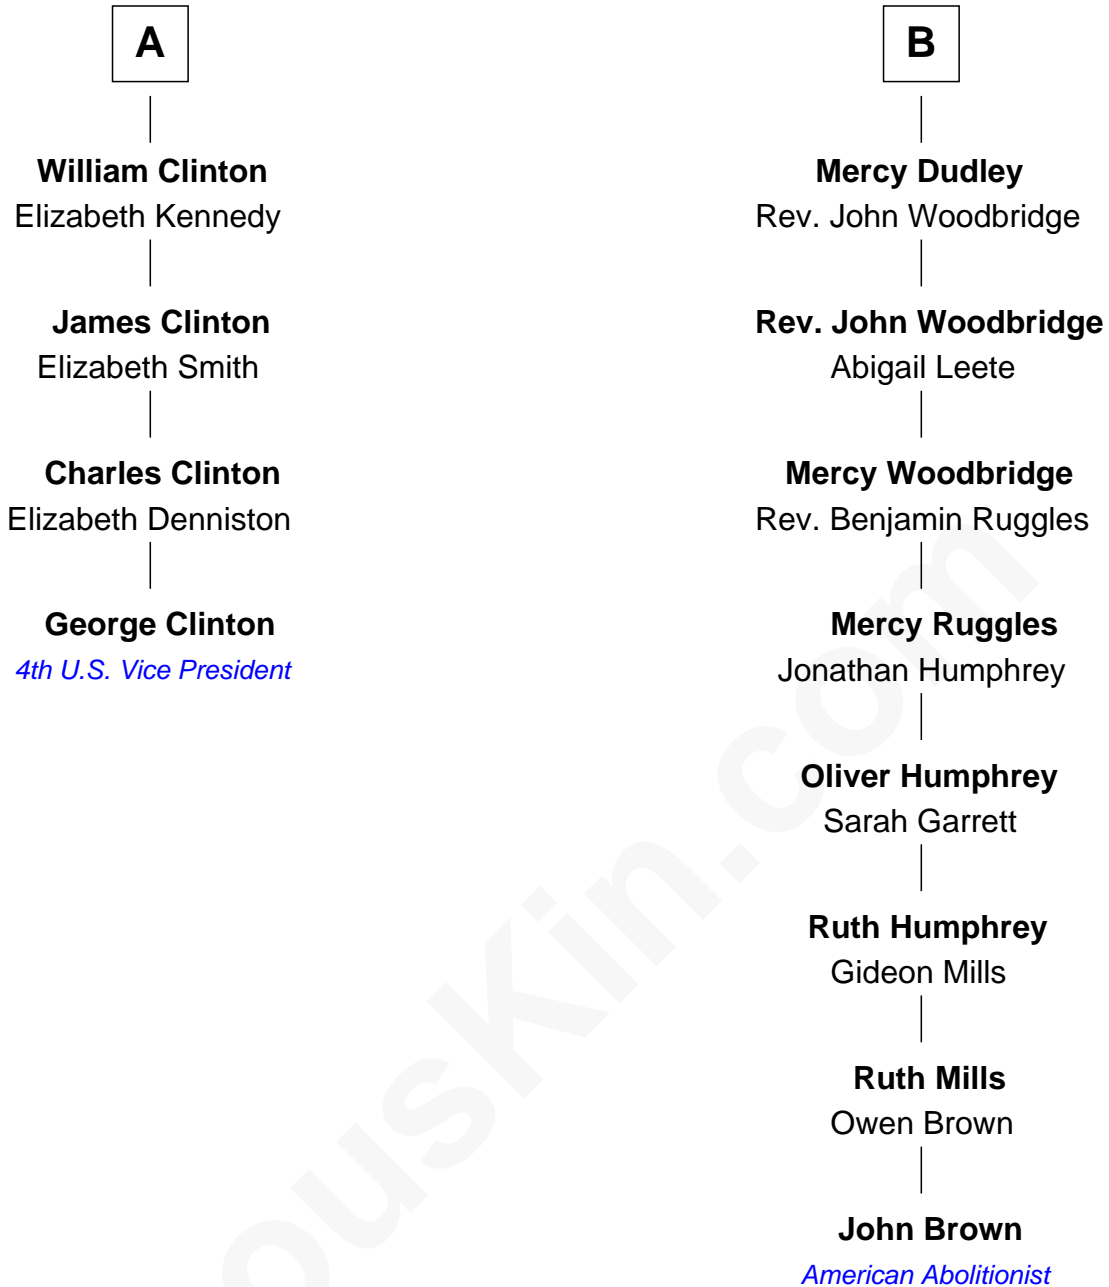 A
William Clinton
Elizabeth Kennedy
James Clinton
Elizabeth Smith
Charles Clinton
Elizabeth Denniston
George Clinton
4th U.S. Vice President
B
Mercy Dudley
Rev. John Woodbridge
Rev. John Woodbridge
Abigail Leete
Mercy Woodbridge
Rev. Benjamin Ruggles
Mercy Ruggles
Jonathan Humphrey
Oliver Humphrey
Sarah Garrett
Ruth Humphrey
Gideon Mills
Ruth Mills
Owen Brown
John Brown
American Abolitionist
ousKin.com